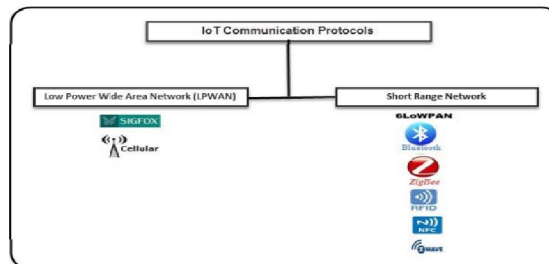 IoT Communication Protocols
Low Power Wide Area Network (LPWAN)
SIGFOX
Cellular
Short Range Network
6LoWPAN
Bluetooth
ZigBee
RFID
NFC
Z WAVE